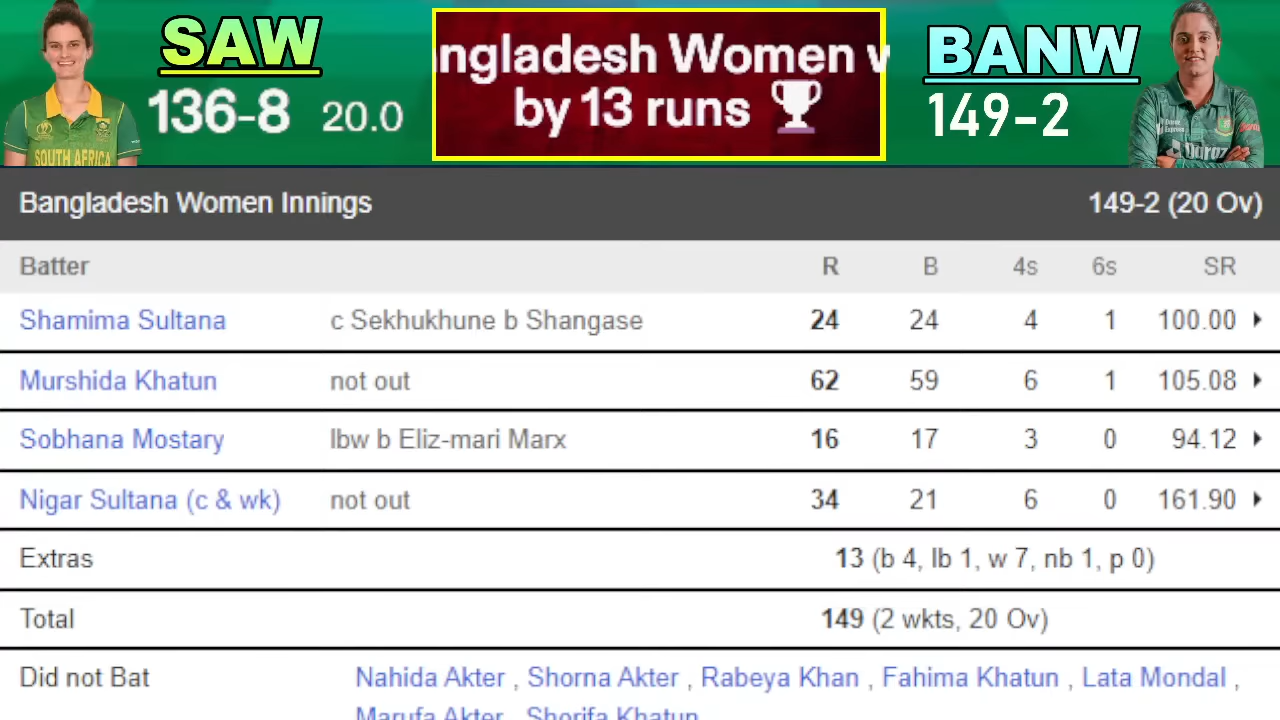 SAW
136-8 20.0
SOUTH AFRICA
ngladesh Women
by 13 runs
BANW
149-2
Daraz
Bangladesh Women Innings 149-2 (20 Ov)
Batter R B 4s 6s SR
Shamima Sultana c Sekhukhune b Shangase 24 24 4 1 100.00
Murshida Khatun not out 62 59 6 1 105.08
Sobhana Mostary lbw b Eliz-mari Marx 16 17 3 0 94.12
Nigar Sultana (c & wk) not out 34 21 6 0 161.90
Extras 13 (b 4, lb 1, w 7, nb 1, p 0)
Total 149 (2 wkts, 20 Ov)
Did not Bat Nahida Akter , Shorna Akter , Rabeya Khan , Fahima Khatun , Lata Mondal ,
Marufa Akter , Shorifa Khatun